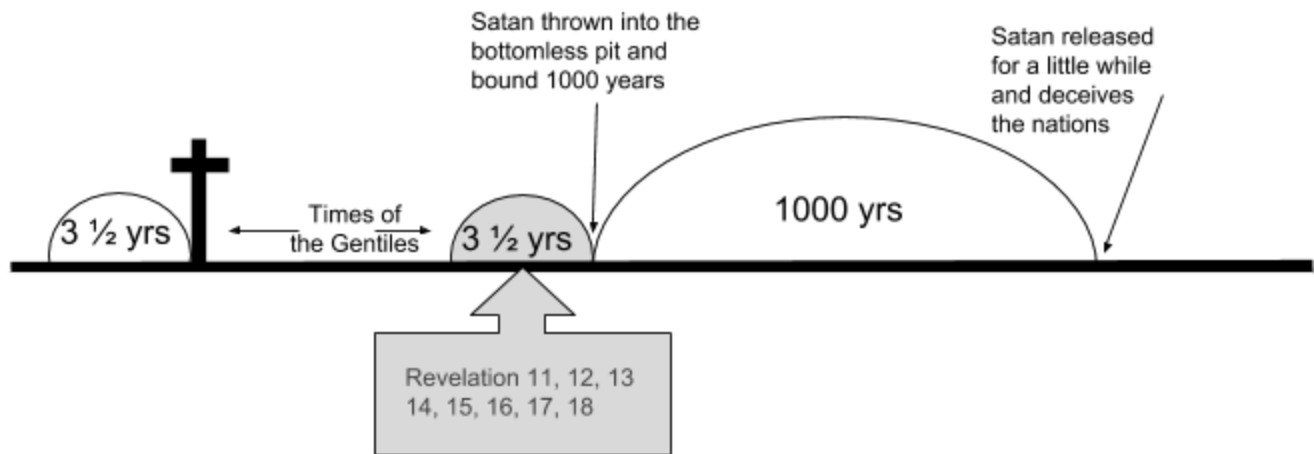 Satan thrown into the
bottomless pit and
bound 1000 years
Satan released
for a little while
and deceives
the nations
3 ½ yrs
Times of
the Gentiles
3 ½ yrs
1000 yrs
Revelation 11, 12, 13
14, 15, 16, 17, 18